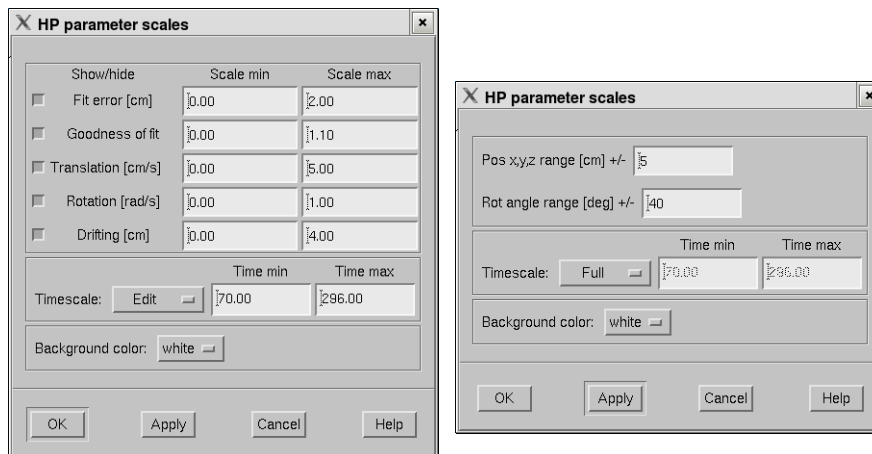 HP parameter scales
Show/hide Scale min Scale max
Fit error [cm] 0.00 2.00
Goodness of fit 0.00 1.10
Translation [cm/s] 0.00 5.00
Rotation [rad/s] 0.00 1.00
Drifting [cm] 0.00 4.00
Time min Time max
Timescale: Edit 70.00 296.00
Background color: white
OK Apply Cancel Help
HP parameter scales
Pos x,y,z range [cm] +/- 5
Rot angle range [deg] +/- 40
Time min Time max
Timescale: Full 70.00 296.00
Background color: white
OK Apply Cancel Help